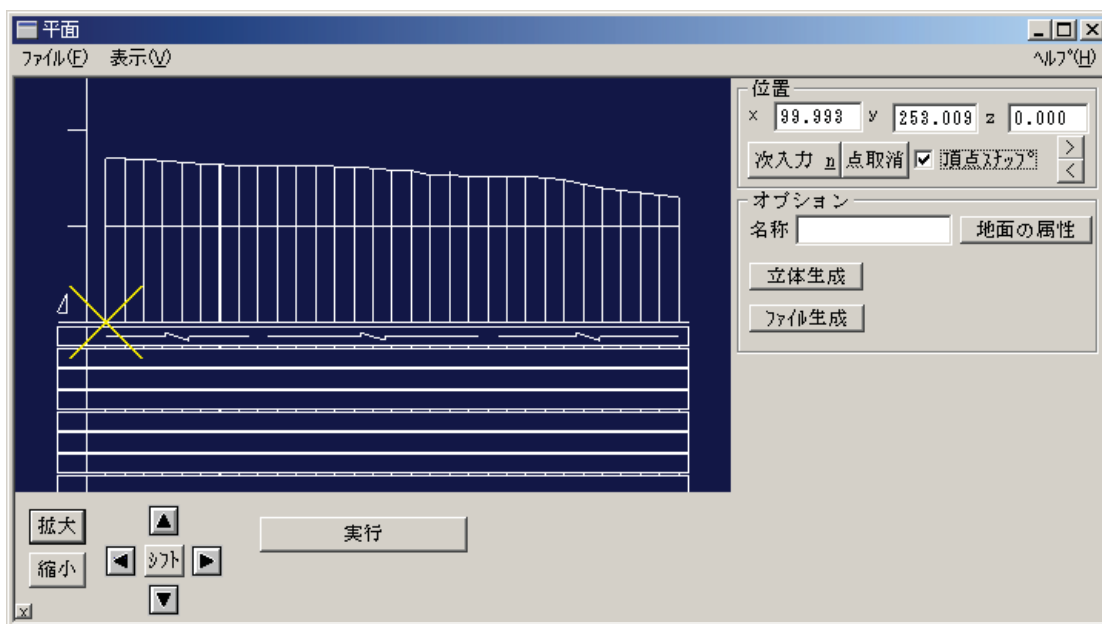 平面
ﾌｧｲﾙ(F) 表示(V) ﾍﾙﾌﾟ(H)
位置
x 99.993 y 253.009 z 0.000
次入力 n 点取消 頂点ｽﾅｯﾌﾟ > <
オプション
名称 地面の属性
立体生成
ﾌｧｲﾙ生成
拡大 実行
縮小 ｼﾌﾄ
x